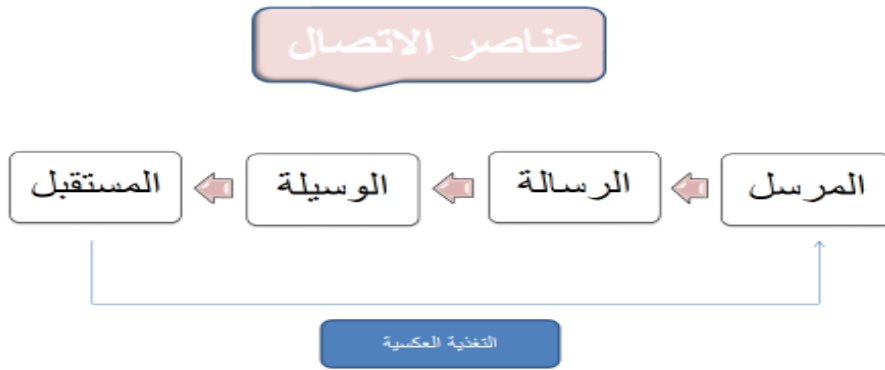 عناصر الاتصال
المرسل
الرسالة
الوسيلة
المستقبل
التغذية العكسية